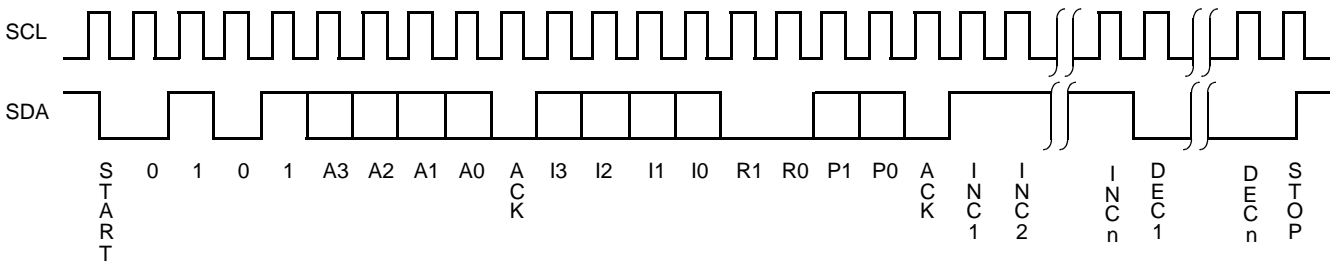 SCL
SDA
START 0 1 0 1 A3 A2 A1 A0 ACK I3 I2 I1 I0 R1 R0 P1 P0 ACK INC1 INC2 INCn DEC1 DECn STOP